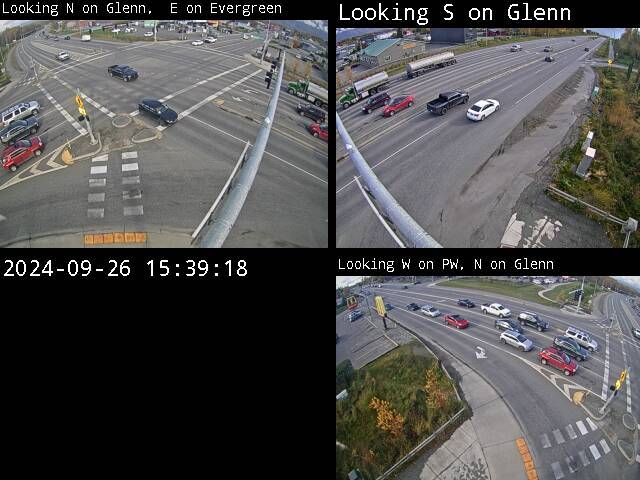 Looking N on Glenn,  E on Evergreen
Looking S on Glenn
2024-09-26 15:39:18
Looking W on PW, N on Glenn